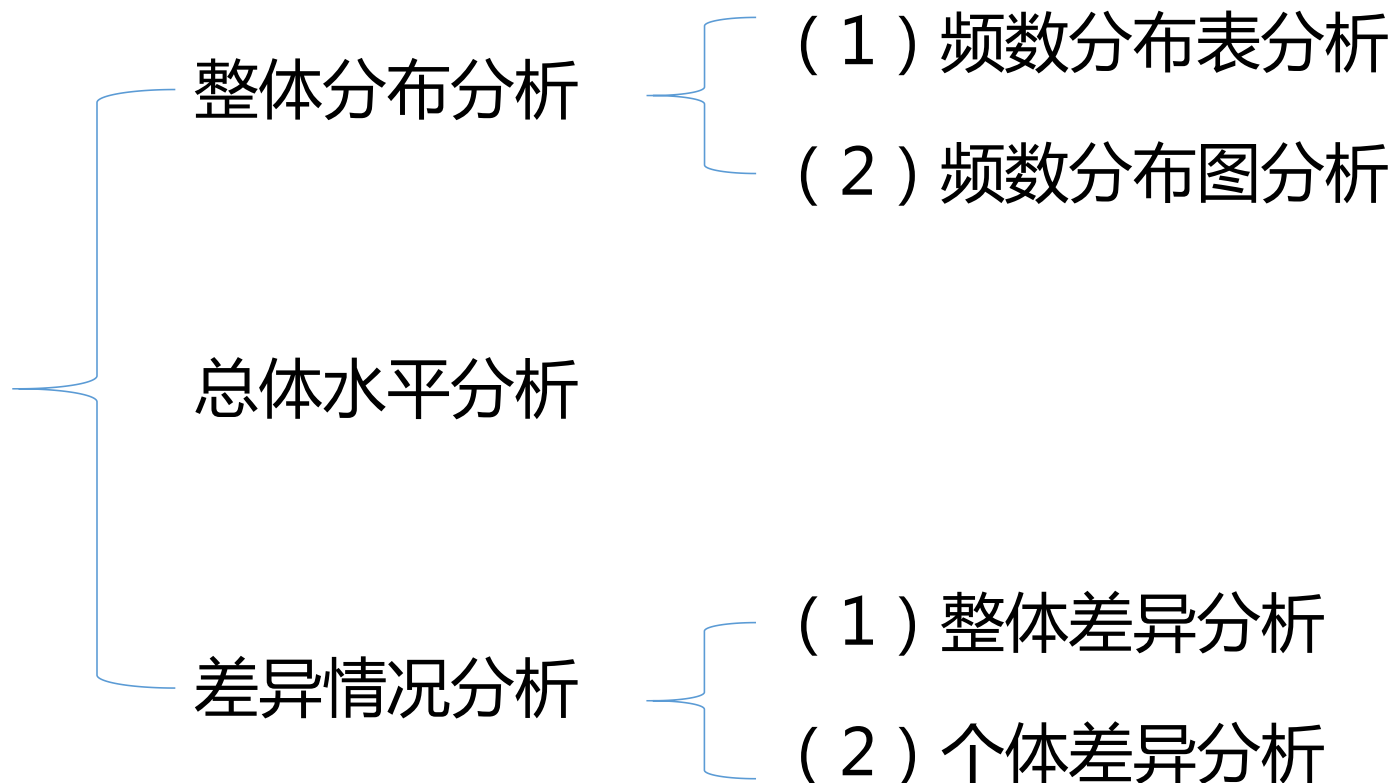 整体分布分析
（1）频数分布表分析
（2）频数分布图分析
总体水平分析
差异情况分析
（1）整体差异分析
（2）个体差异分析